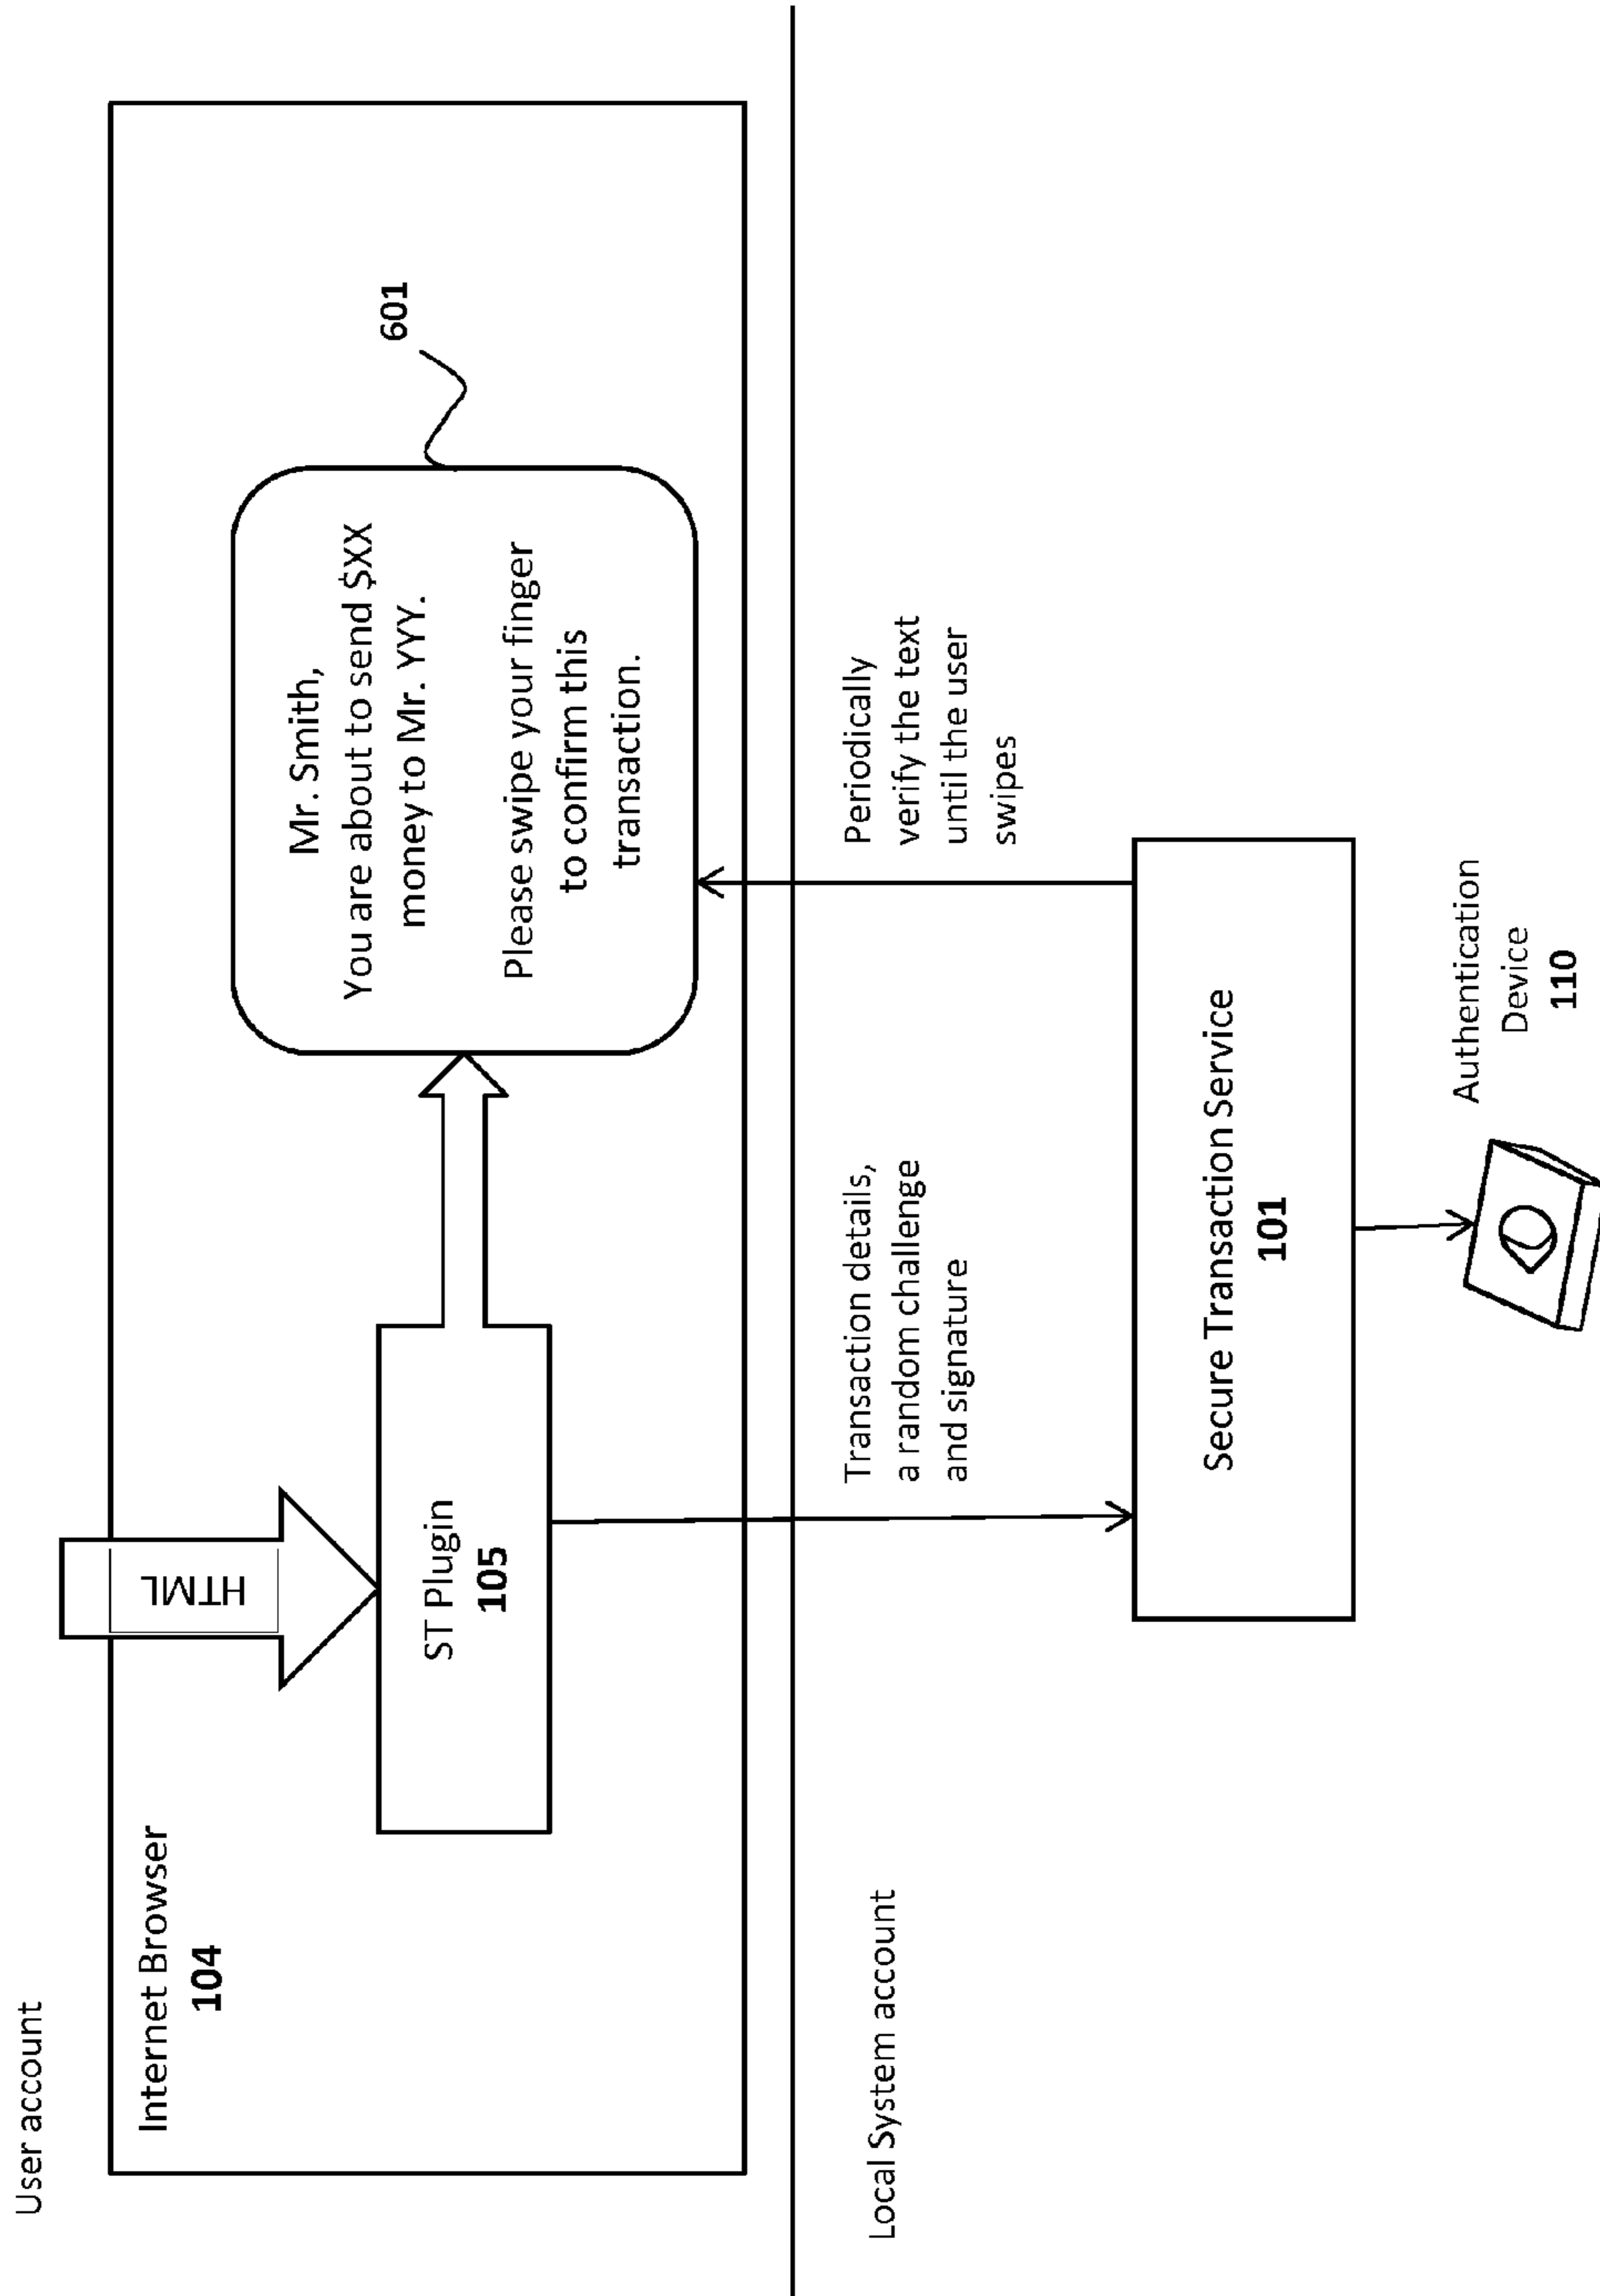 User account
Internet Browser
104
HTML
ST Plugin
105
Mr. Smith,
You are about to send $XX
money to Mr. YYY.
Please swipe your finger
to confirm this
transaction.
601
Local System account
Transaction details,
a random challenge
and signature
Periodically
verify the text
until the user
swipes
Secure Transaction Service
101
Authentication
Device
110